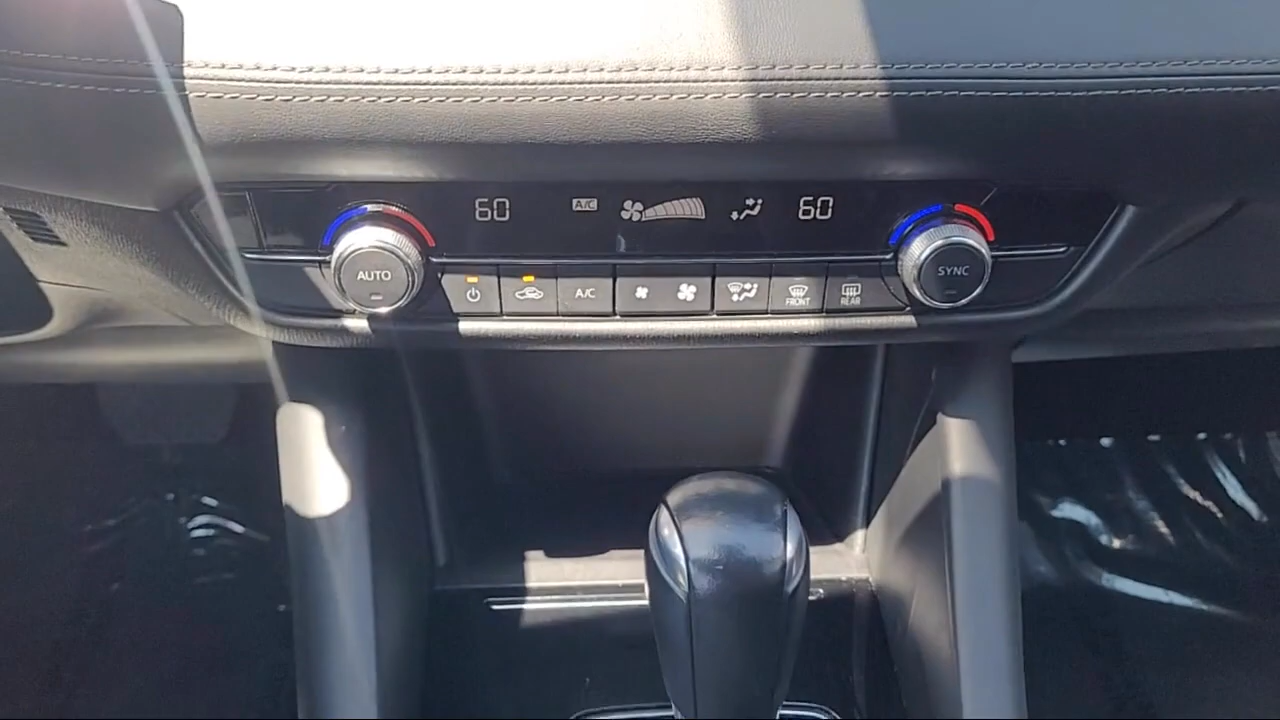 60 A/C 60
AUTO
SYNC
A/C
FRONT
REAR